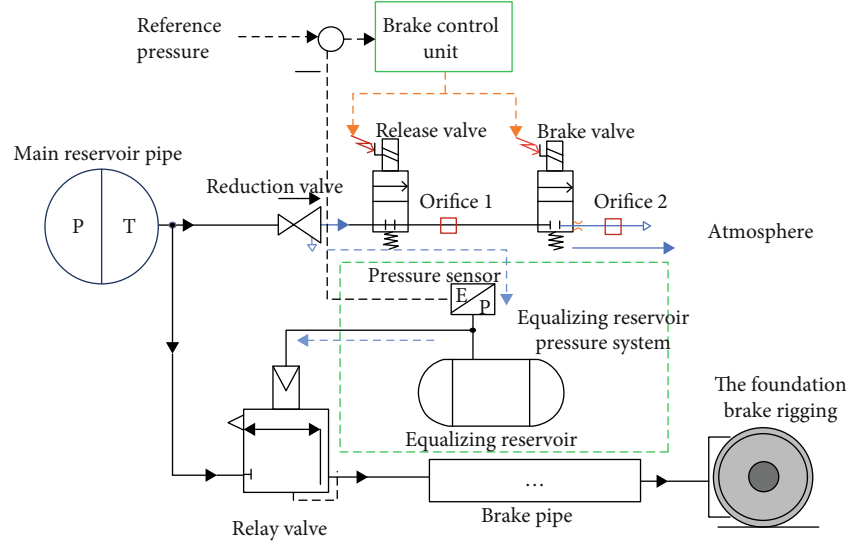 Reference
pressure
Brake control
unit
Release valve
Brake valve
Main reservoir pipe
Reduction valve
Orifice 1
Orifice 2
P
T
Atmosphere
Pressure sensor
E
P
Equalizing reservoir
pressure system
The foundation
brake rigging
Equalizing reservoir
...
Brake pipe
Relay valve